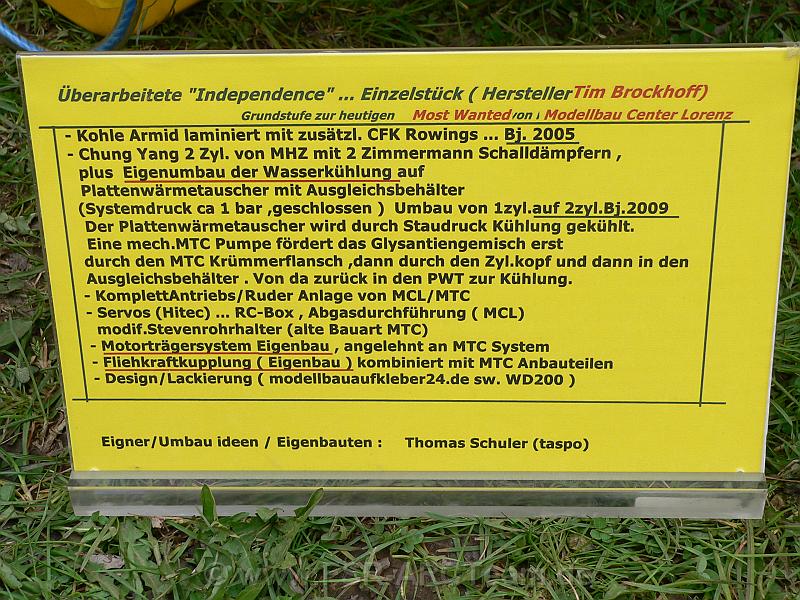 Überarbeitete "Independence" ... Einzelstück ( Hersteller Tim Brockhoff)
Grundstufe zur heutigen Most Wanted von Modellbau Center Lorenz
- Kohle Armid laminiert mit zusätzl. CFK Rowings ... Bj. 2005
- Chung Yang 2 Zyl. von MHZ mit 2 Zimmermann Schalldämpfern ,
plus Eigenumbau der Wasserkühlung auf
Plattenwärmetauscher mit Ausgleichsbehälter
(Systemdruck ca 1 bar ,geschlossen ) Umbau von 1zyl.auf 2zyl.Bj.2009
Der Plattenwärmetauscher wird durch Staudruck Kühlung gekühlt.
Eine mech.MTC Pumpe fördert das Glysantiengemisch erst
durch den MTC Krümmerflansch ,dann durch den Zyl.kopf und dann in den
Ausgleichsbehälter . Von da zurück in den PWT zur Kühlung.
- KomplettAntriebs/Ruder Anlage von MCL/MTC
- Servos (Hitec) ... RC-Box , Abgasdurchführung ( MCL)
modif.Stevenrohrhalter (alte Bauart MTC)
- Motorträgersystem Eigenbau , angelehnt an MTC System
- Fliehkraftkupplung ( Eigenbau ) kombiniert mit MTC Anbauteilen
- Design/Lackierung ( modellbauaufkleber24.de sw. WD200 )
Eigner/Umbau ideen / Eigenbauten : Thomas Schuler (taspo)